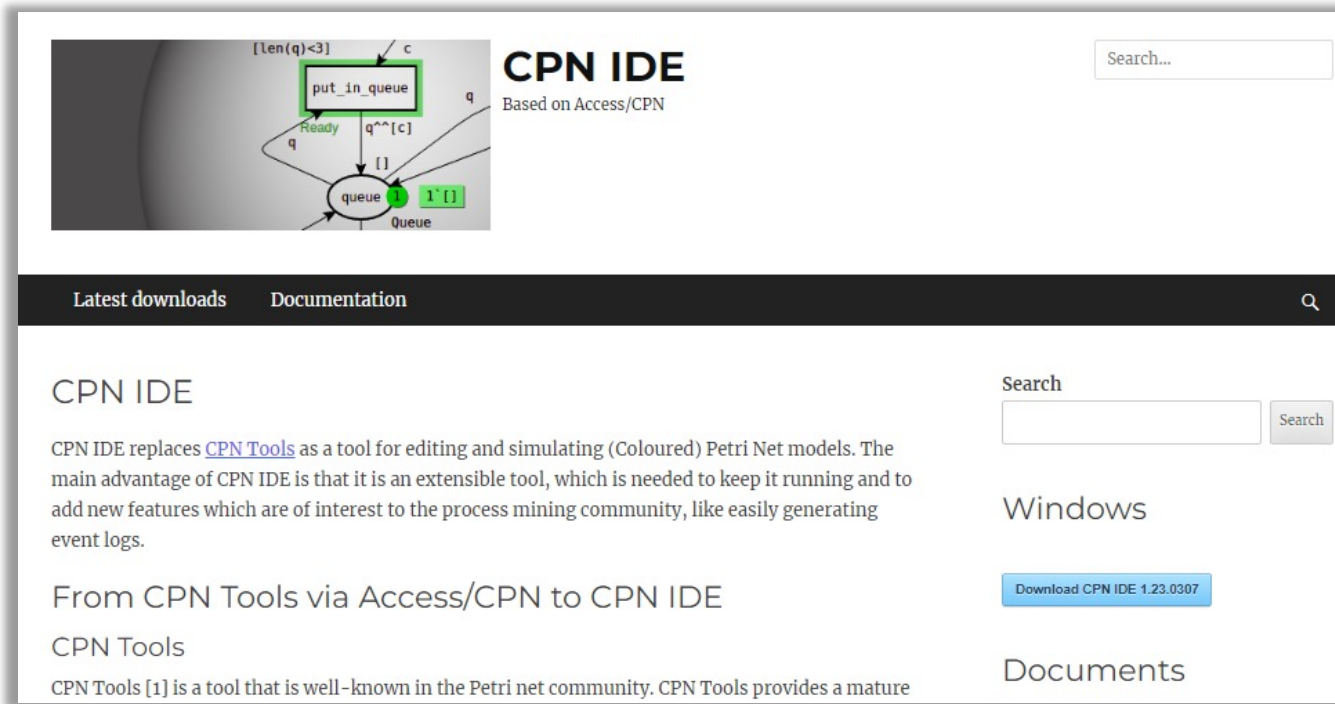 [len(q)<3]
c
put_in_queue
q
Ready
q^^[c]
q
[]
queue
1
1`[]
Queue
CPN IDE
Based on Access/CPN
Search...
Latest downloads Documentation
CPN IDE
CPN IDE replaces CPN Tools as a tool for editing and simulating (Coloured) Petri Net models. The
main advantage of CPN IDE is that it is an extensible tool, which is needed to keep it running and to
add new features which are of interest to the process mining community, like easily generating
event logs.
From CPN Tools via Access/CPN to CPN IDE
CPN Tools
CPN Tools [1] is a tool that is well-known in the Petri net community. CPN Tools provides a mature
Search
Search
Windows
Download CPN IDE 1.23.0307
Documents